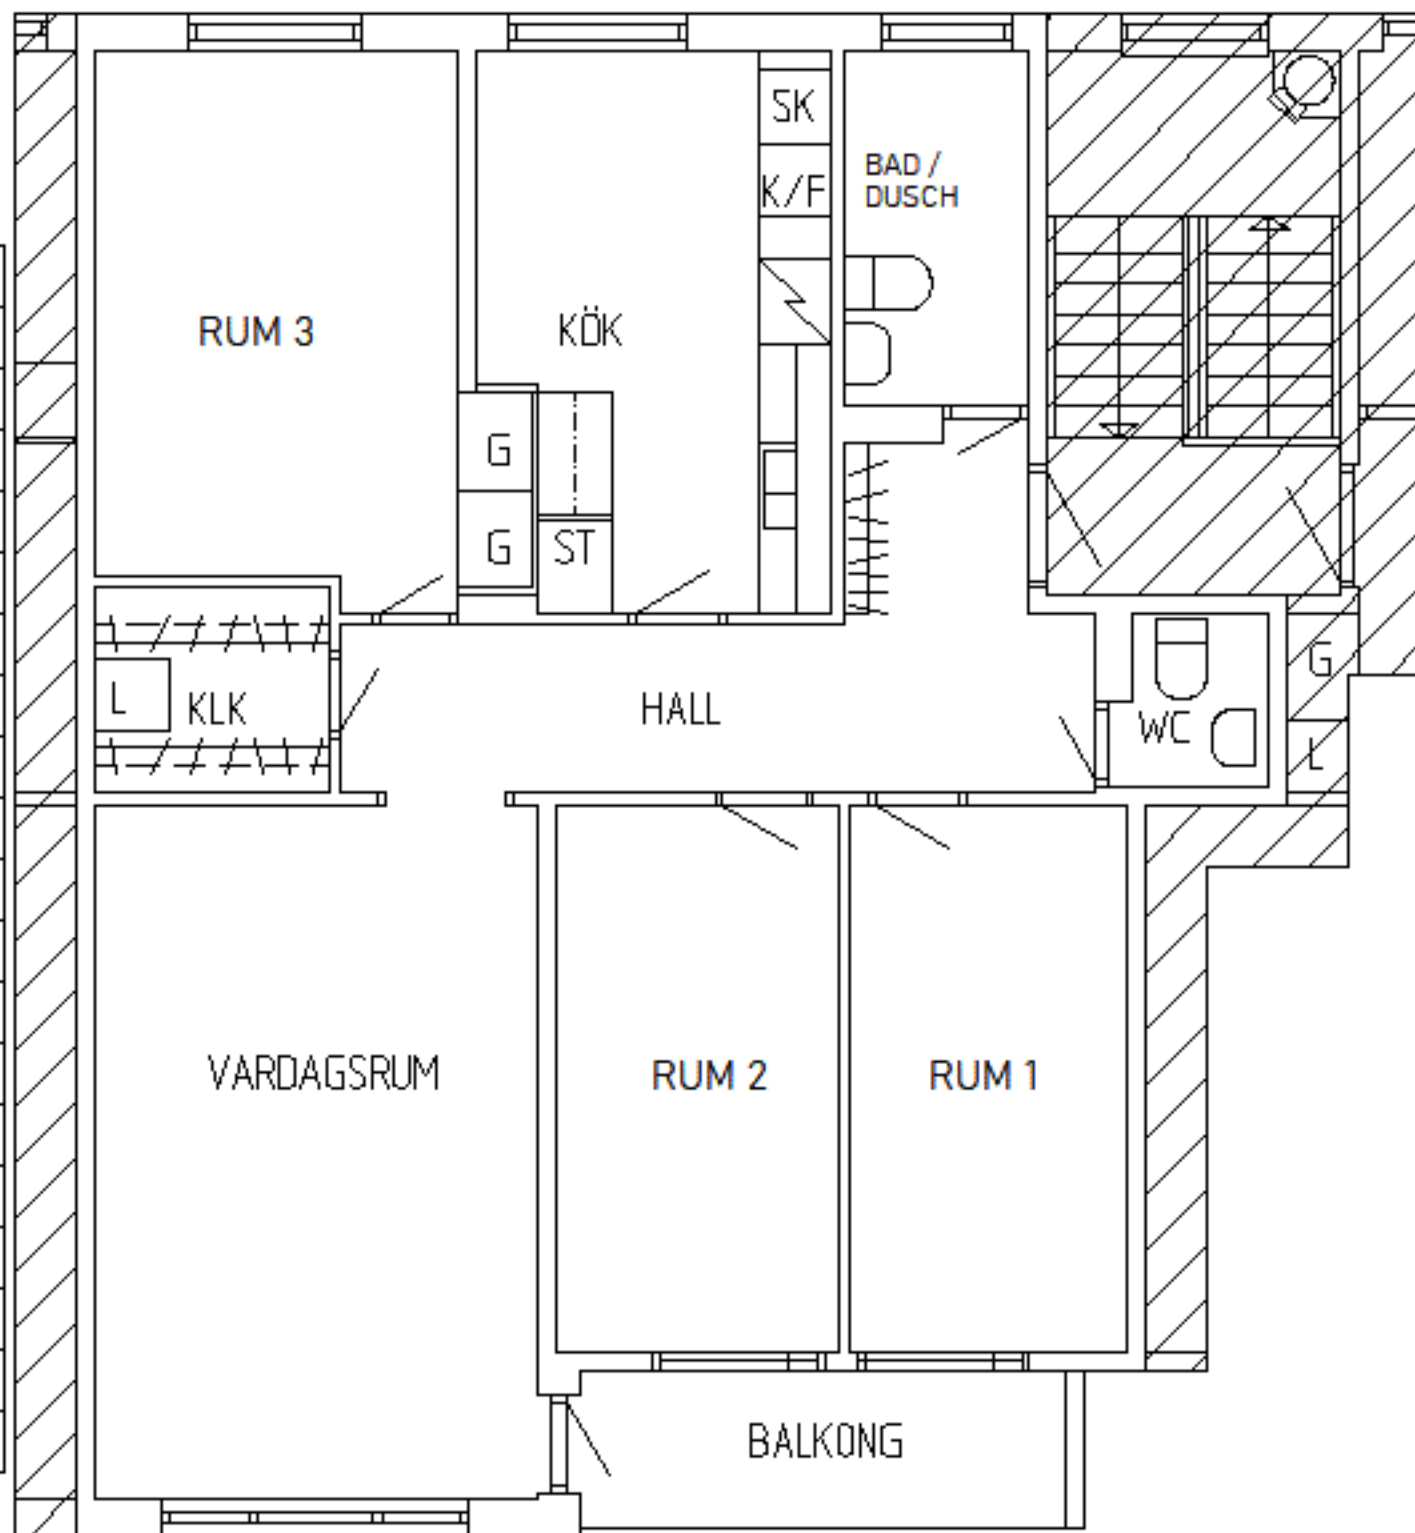 SK
BAD /
DUSCH
K/F
RUM 3
KÖK
G
G
ST
G
L
KLK
HALL
WC
L
VARDAGSRUM
RUM 2
RUM 1
BALKONG